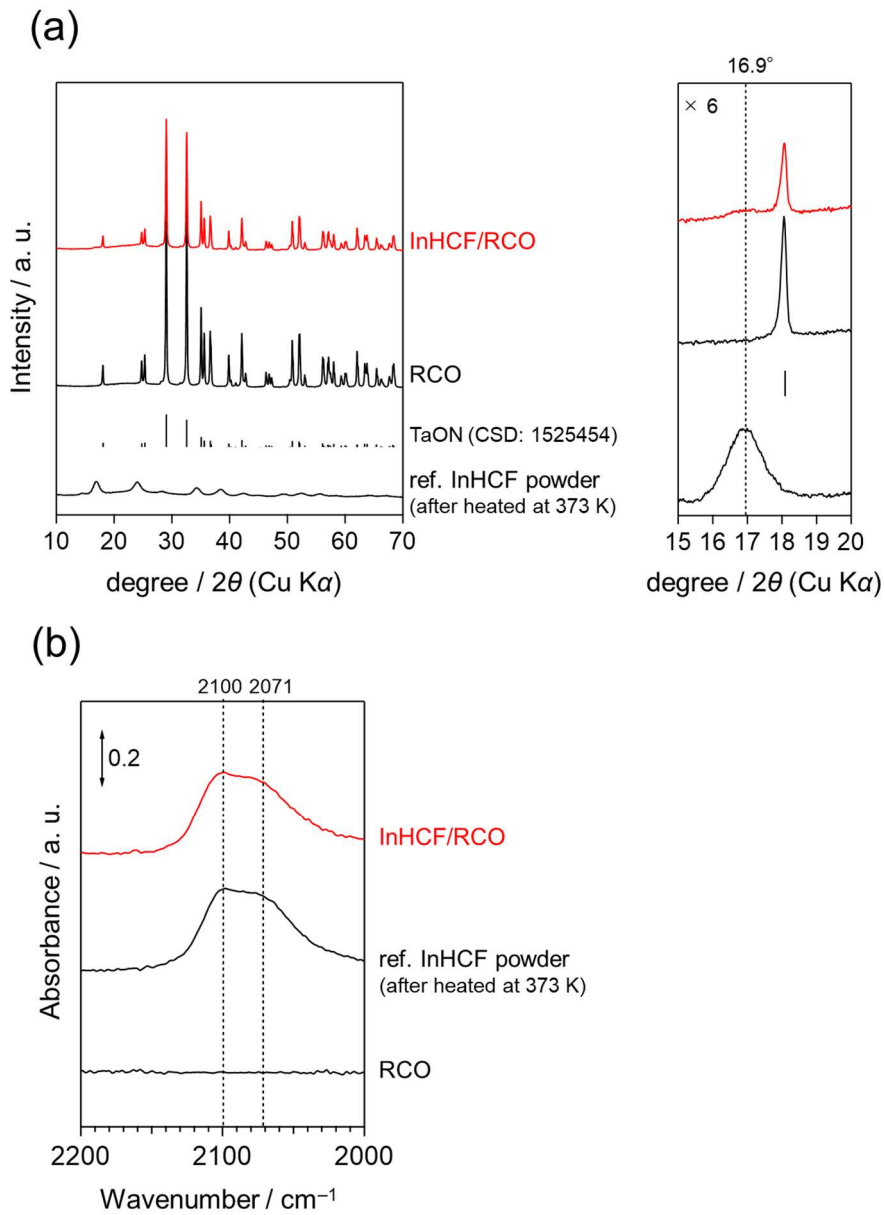 (a)
16.9°
× 6
InHCF/RCO
RCO
TaON (CSD: 1525454)
ref. InHCF powder
(after heated at 373 K)
Intensity / a. u.
10 20 30 40 50 60 70
15 16 17 18 19 20
degree / 2θ (Cu Kα)
degree / 2θ (Cu Kα)
(b)
2100 2071
0.2
InHCF/RCO
ref. InHCF powder
(after heated at 373 K)
RCO
Absorbance / a. u.
2200 2100 2000
Wavenumber / cm⁻¹